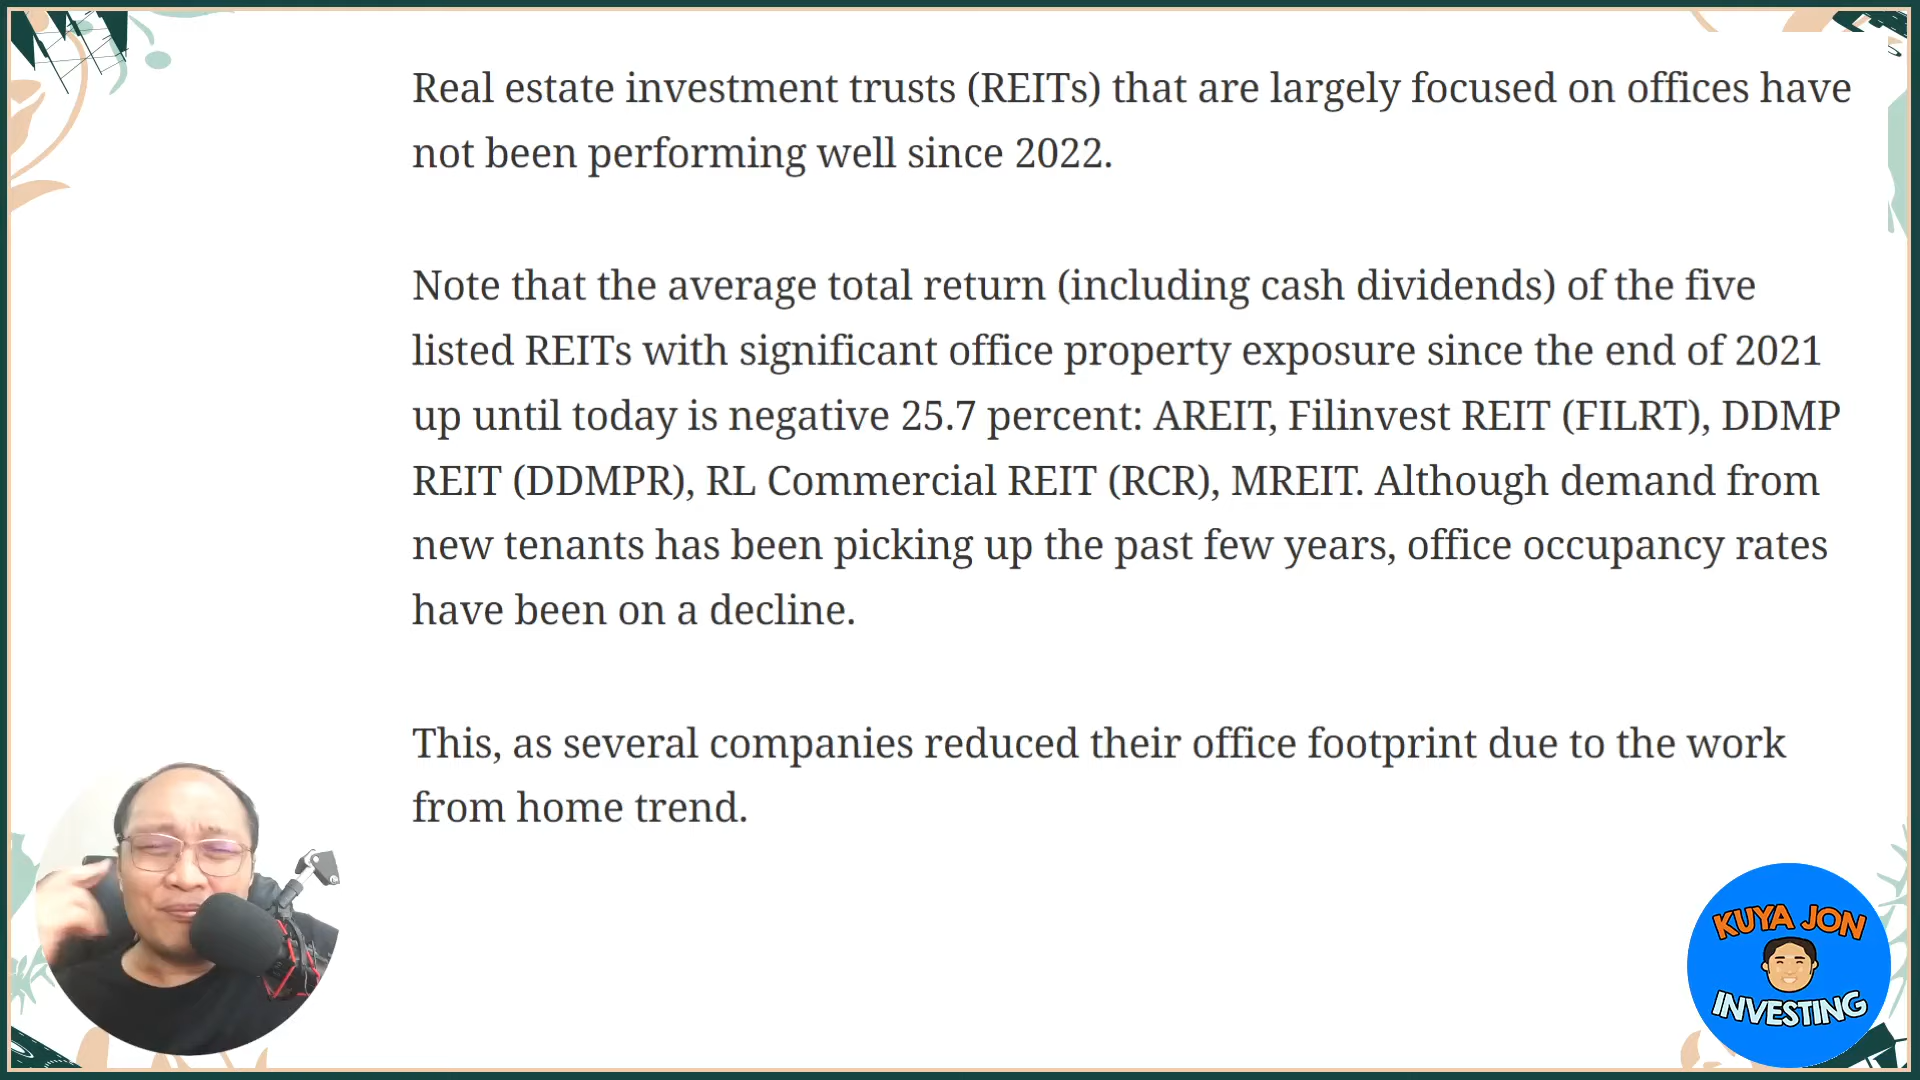 Real estate investment trusts (REITs) that are largely focused on offices have
not been performing well since 2022.
Note that the average total return (including cash dividends) of the five
listed REITs with significant office property exposure since the end of 2021
up until today is negative 25.7 percent: AREIT, Filinvest REIT (FILRT), DDMP
REIT (DDMPR), RL Commercial REIT (RCR), MREIT. Although demand from
new tenants has been picking up the past few years, office occupancy rates
have been on a decline.
This, as several companies reduced their office footprint due to the work
from home trend.
KUYA JON
INVESTING